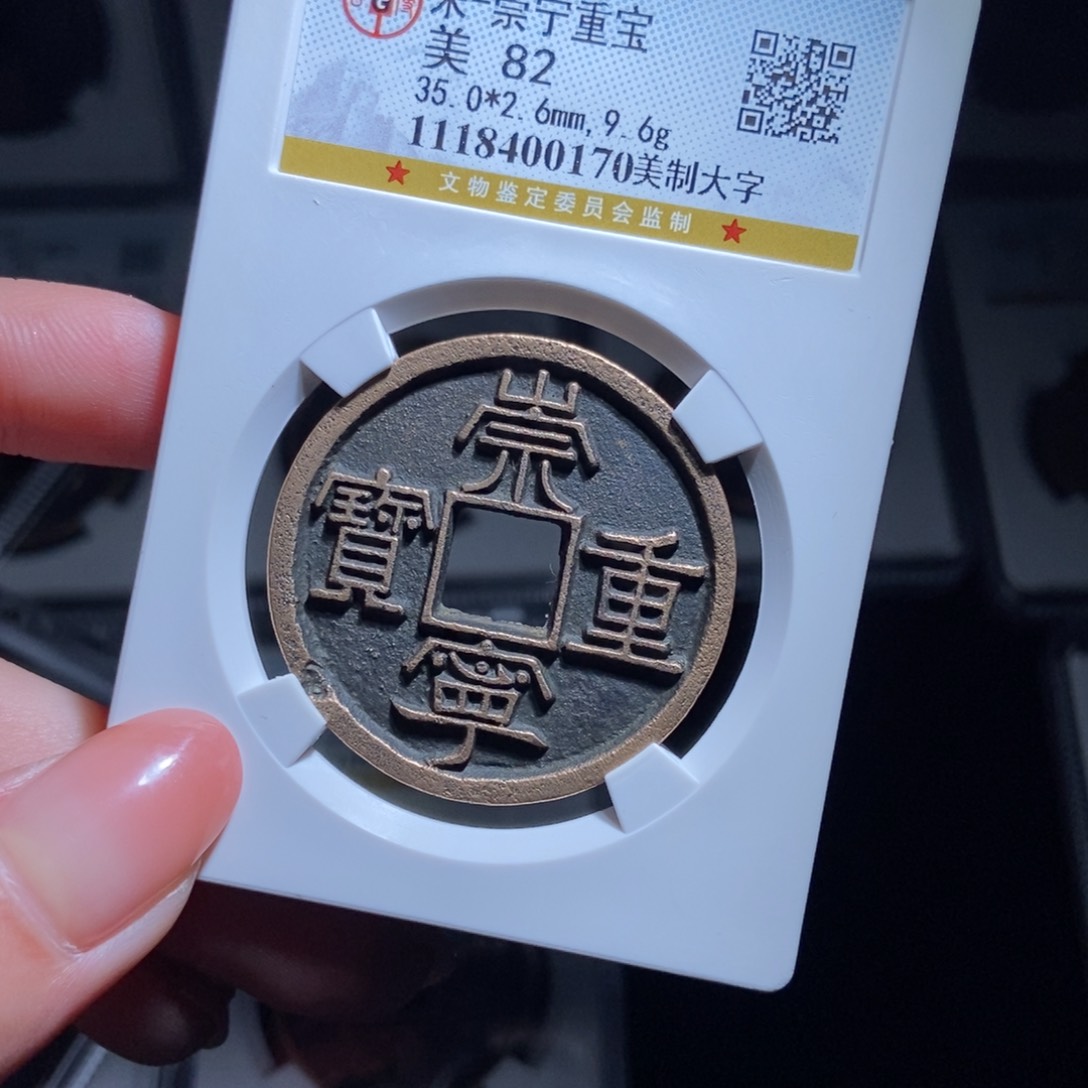 宋-崇宁重宝
美 82
35.0*2.6mm,9.6g
1118400170美制大字
★ 文物鉴定委员会监制 ★
崇
寶 重
寧